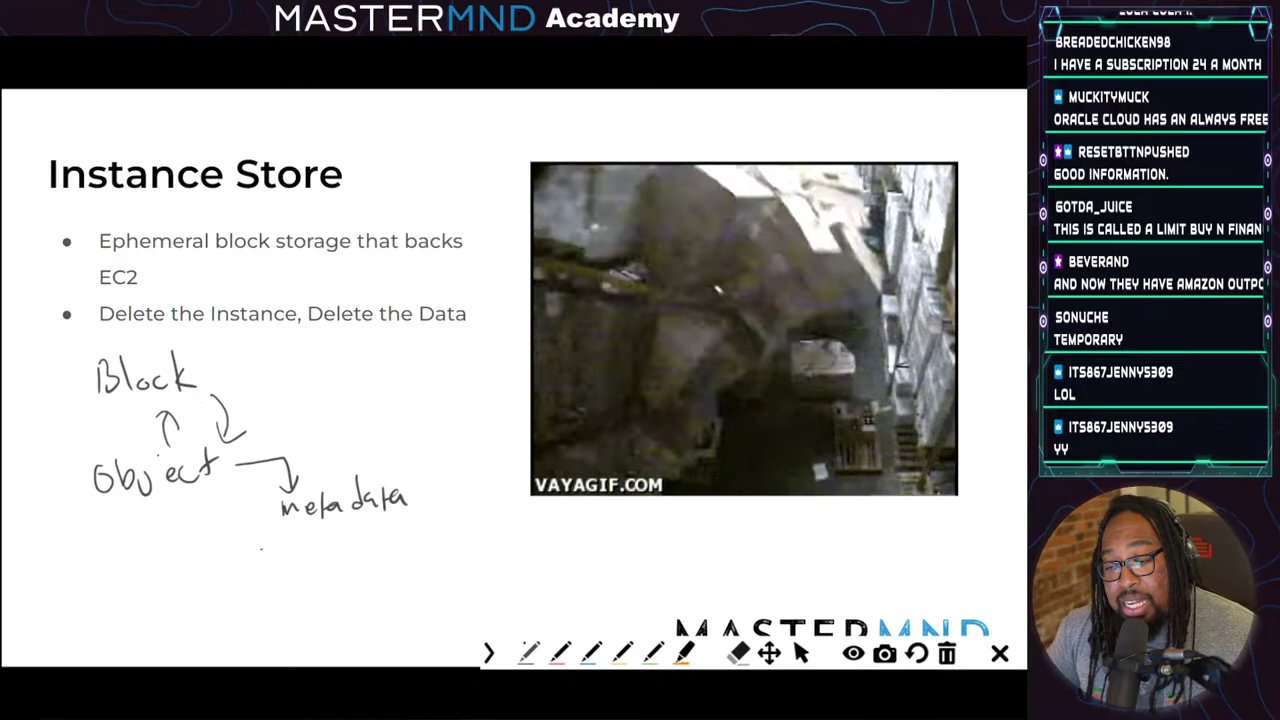 MASTERMND Academy
Instance Store
● Ephemeral block storage that backs
EC2
● Delete the Instance, Delete the Data
Block
Object
metadata
VAYAGIF.COM
MASTERMND
BREADEDCHICKEN98
I HAVE A SUBSCRIPTION 24 A MONTH
MUCKITYMUCK
ORACLE CLOUD HAS AN ALWAYS FREE
RESETBTTNPUSHED
GOOD INFORMATION.
GOTDA_JUICE
THIS IS CALLED A LIMIT BUY N FINAN
BEVERAND
AND NOW THEY HAVE AMAZON OUTPO
SONUCHE
TEMPORARY
ITS867JENNY5309
LOL
ITS867JENNY5309
YY